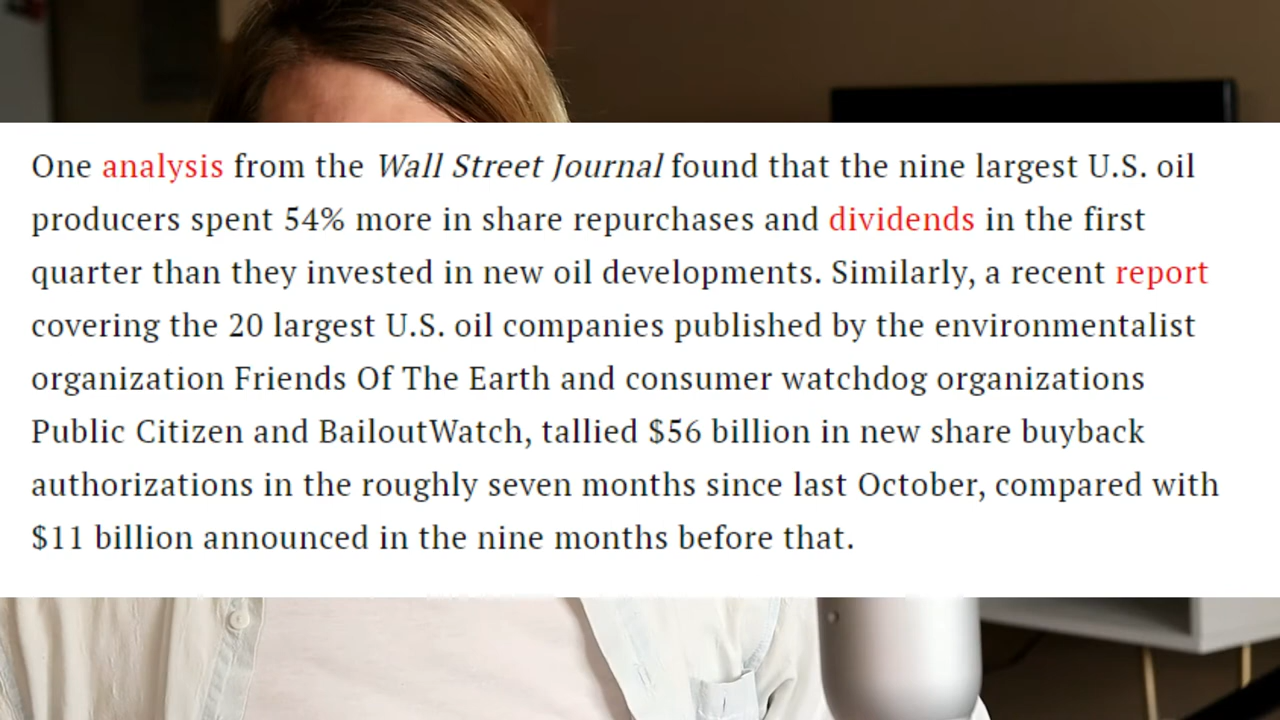 One analysis from the Wall Street Journal found that the nine largest U.S. oil
producers spent 54% more in share repurchases and dividends in the first
quarter than they invested in new oil developments. Similarly, a recent report
covering the 20 largest U.S. oil companies published by the environmentalist
organization Friends Of The Earth and consumer watchdog organizations
Public Citizen and BailoutWatch, tallied $56 billion in new share buyback
authorizations in the roughly seven months since last October, compared with
$11 billion announced in the nine months before that.